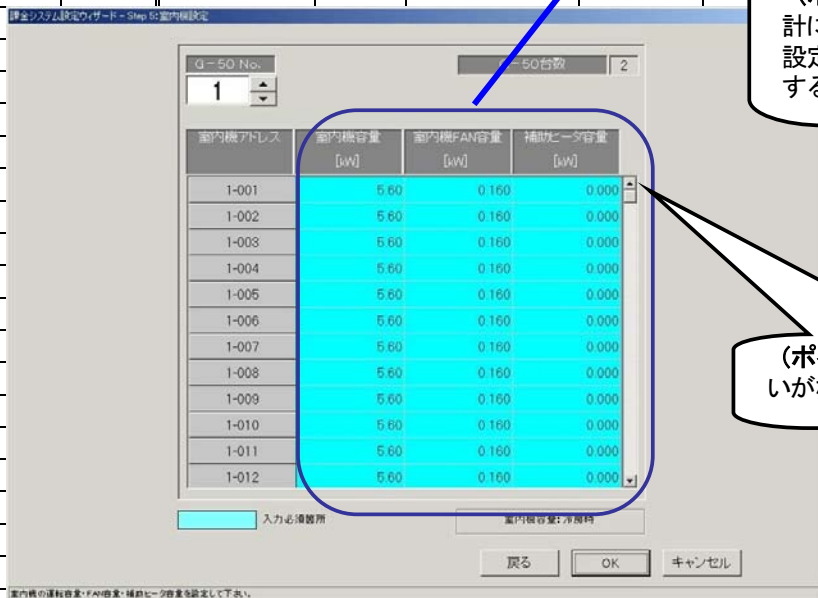 課金システム設定ウィザード - Step 5:室内機設定
計に
設定
する
G-50 No.
-50台数 2
1
室内機アドレス 室内機容量 [kW] 室内機FAN容量 [kW] 補助ヒータ容量 [kW]
1-001 5.60 0.160 0.000
1-002 5.60 0.160 0.000
1-003 5.60 0.160 0.000
1-004 5.60 0.160 0.000
1-005 5.60 0.160 0.000
1-006 5.60 0.160 0.000
1-007 5.60 0.160 0.000
1-008 5.60 0.160 0.000
1-009 5.60 0.160 0.000
1-010 5.60 0.160 0.000
1-011 5.60 0.160 0.000
1-012 5.60 0.160 0.000
(ポ
いが
入力必須箇所
室内機容量:冷房時
戻る OK キャンセル
室内機の運転容量・FAN容量・補助ヒータ容量を設定して下さい。